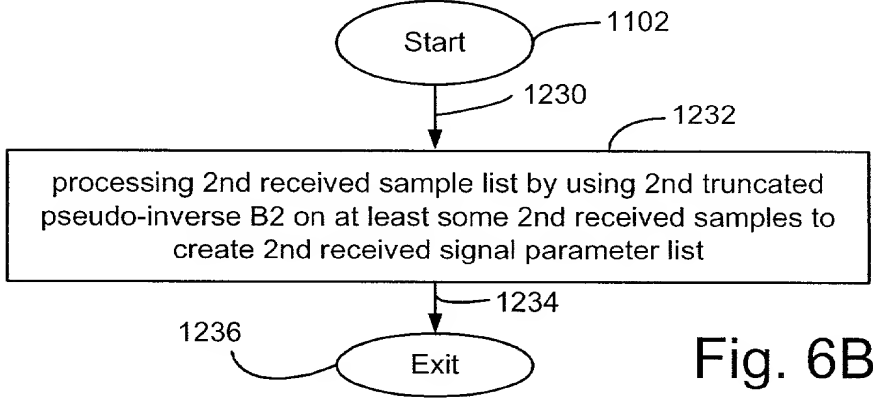 Start
1102
1230
1232
processing 2nd received sample list by using 2nd truncated
pseudo-inverse B2 on at least some 2nd received samples to
create 2nd received signal parameter list
1234
1236
Exit
Fig. 6B